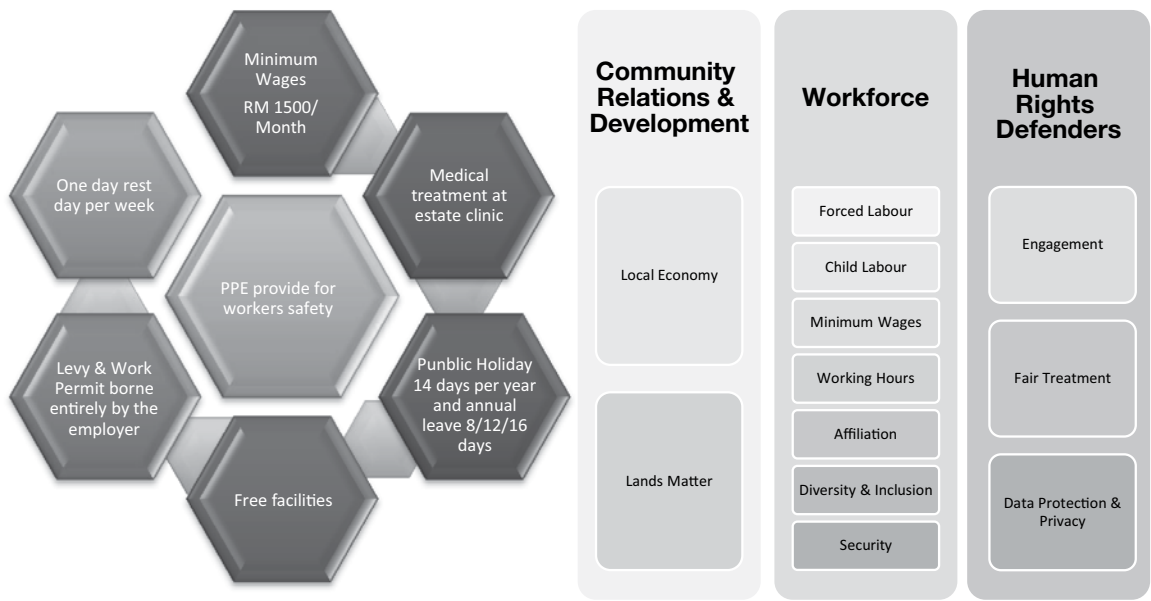 Minimum
Wages
RM 1500/
Month
Medical
treatment at
estate clinic
Punblic Holiday
14 days per year
and annual
leave 8/12/16
days
Free facilities
Levy & Work
Permit borne
entirely by the
employer
One day rest
day per week
PPE provide for
workers safety
Community
Relations &
Development
Local Economy
Lands Matter
Workforce
Forced Labour
Child Labour
Minimum Wages
Working Hours
Affiliation
Diversity & Inclusion
Security
Human
Rights
Defenders
Engagement
Fair Treatment
Data Protection &
Privacy